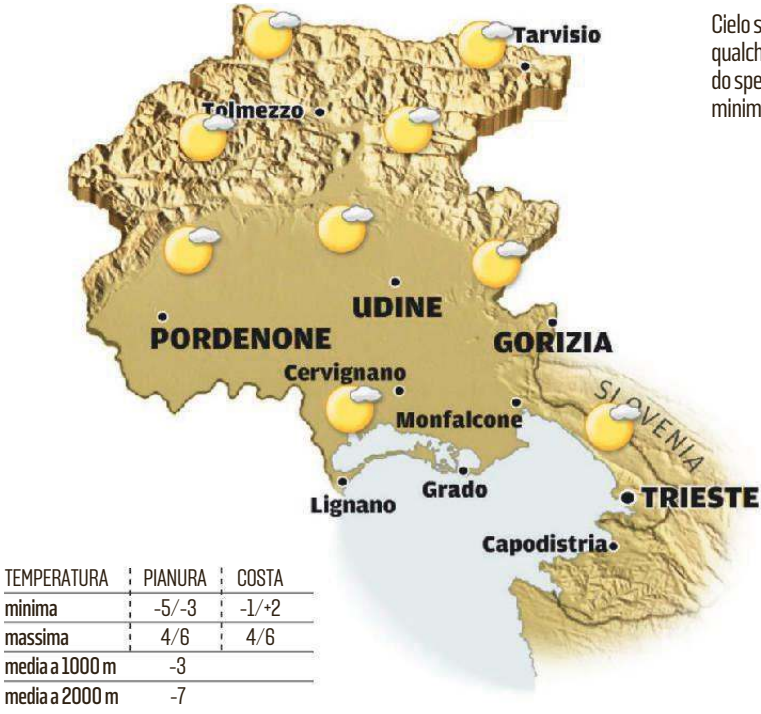 Tarvisio
Cielo s
qualch
do spe
minim
Tolmezzo
UDINE
PORDENONE
GORIZIA
Cervignano
Monfalcone
SLOVENIA
Grado
Lignano
TRIESTE
Capodistria
TEMPERATURA PIANURA COSTA
minima -5/-3 -1/+2
massima 4/6 4/6
media a 1000 m -3
media a 2000 m -7